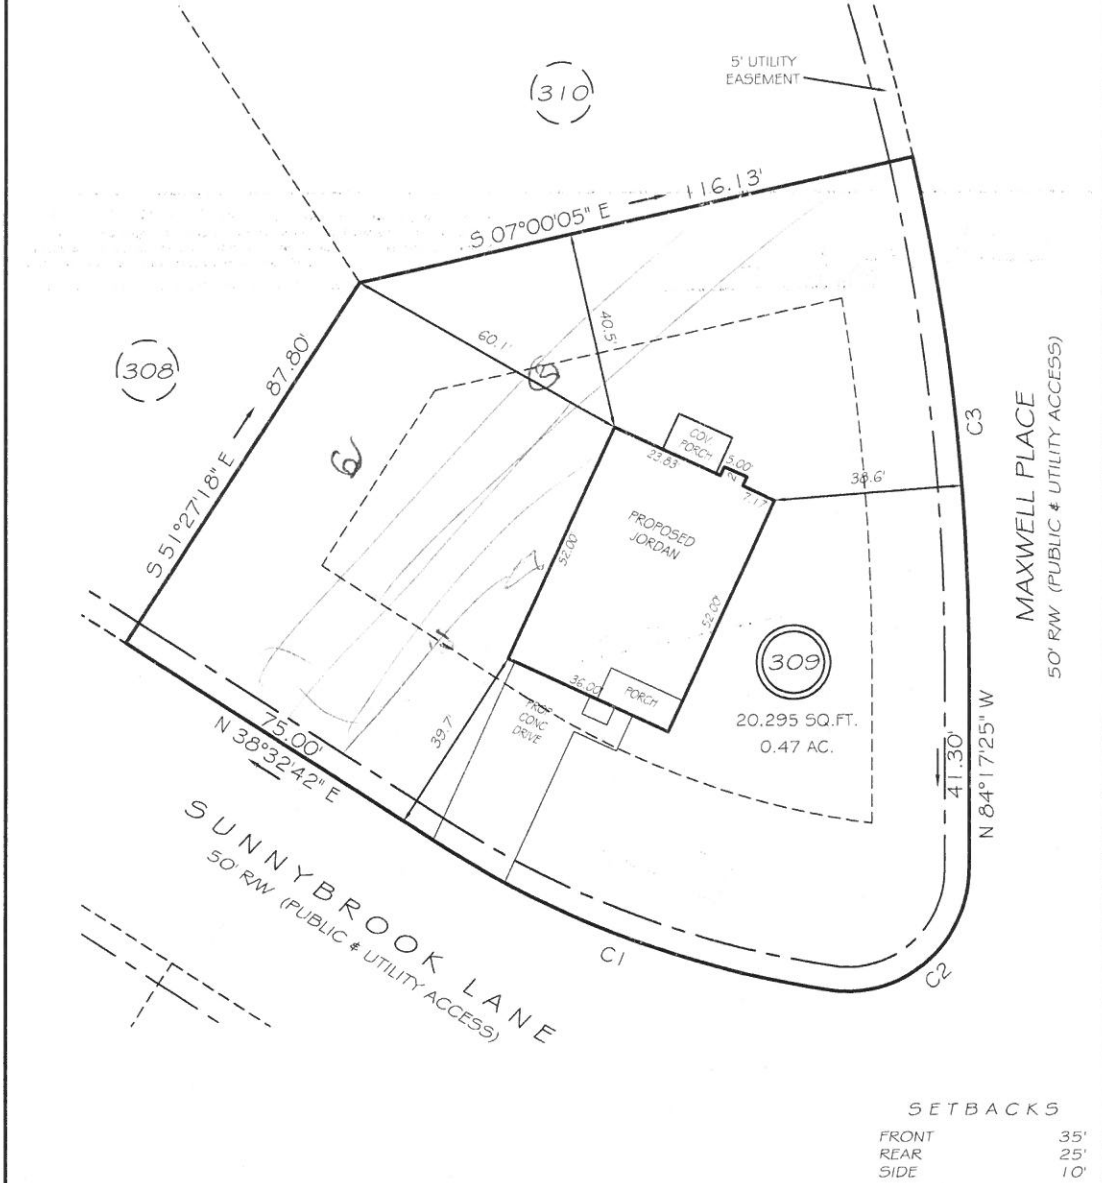 5' UTILITY
EASEMENT
310
S 07°00'05" E
116.13'
308
S 51°27'18" E
87.80'
60.1'
40.5'
COV.
PORCH
23.83
5.00'
7.17
38.6'
C3
MAXWELL PLACE
50' R/W (PUBLIC & UTILITY ACCESS)
PROPOSED
JORDAN
52.00'
52.00'
309
20.295 SQ.FT.
0.47 AC.
36.00
PORCH
PROP
CONC
DRIVE
39.7'
41.30'
N 84°17'25" W
75.00'
N 38°32'42" E
SUNNYBROOK LANE
50' R/W (PUBLIC & UTILITY ACCESS)
C1
C2
SETBACKS
FRONT 35'
REAR 25'
SIDE 10'